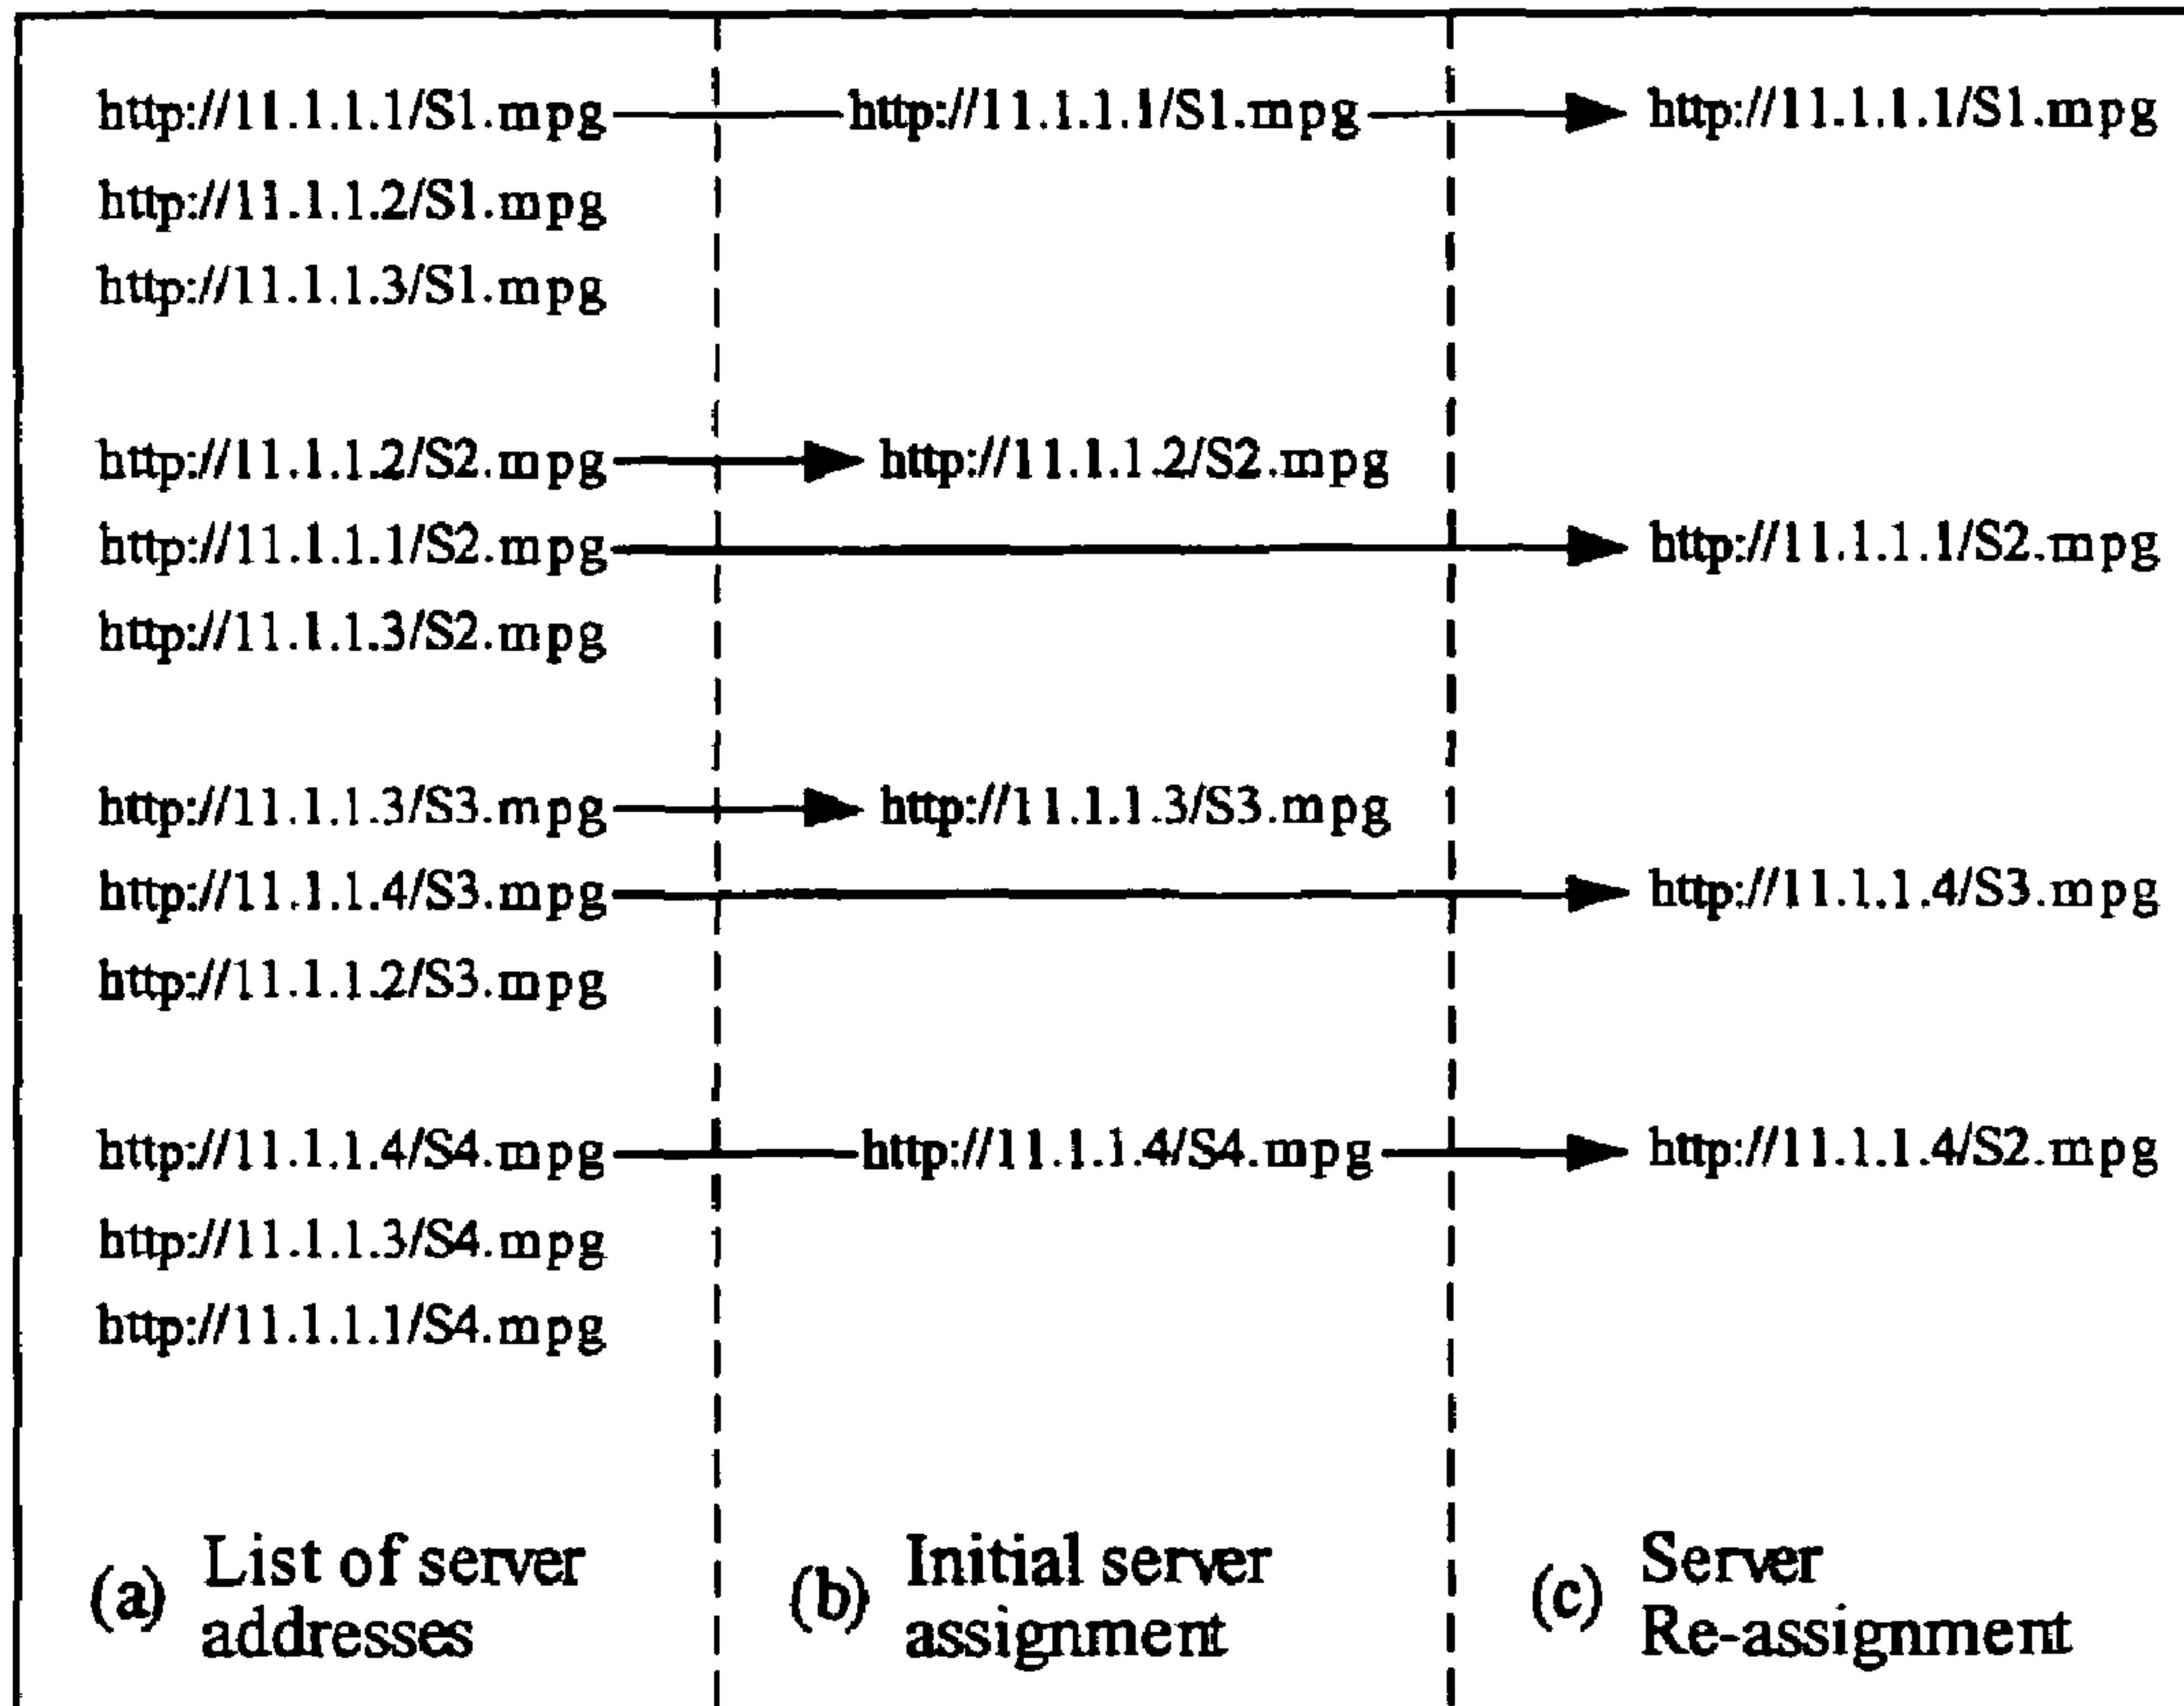 http://11.1.1.1/S1.mpg http://11.1.1.1/S1.mpg http://11.1.1.1/S1.mpg
http://11.1.1.2/S1.mpg
http://11.1.1.3/S1.mpg
http://11.1.1.2/S2.mpg http://11.1.1.2/S2.mpg
http://11.1.1.1/S2.mpg http://11.1.1.1/S2.mpg
http://11.1.1.3/S2.mpg
http://11.1.1.3/S3.mpg http://11.1.1.3/S3.mpg
http://11.1.1.4/S3.mpg http://11.1.1.4/S3.mpg
http://11.1.1.2/S3.mpg
http://11.1.1.4/S4.mpg http://11.1.1.4/S4.mpg http://11.1.1.4/S2.mpg
http://11.1.1.3/S4.mpg
http://11.1.1.1/S4.mpg
(a) List of server
addresses
(b) Initial server
assignment
(c) Server
Re-assignment